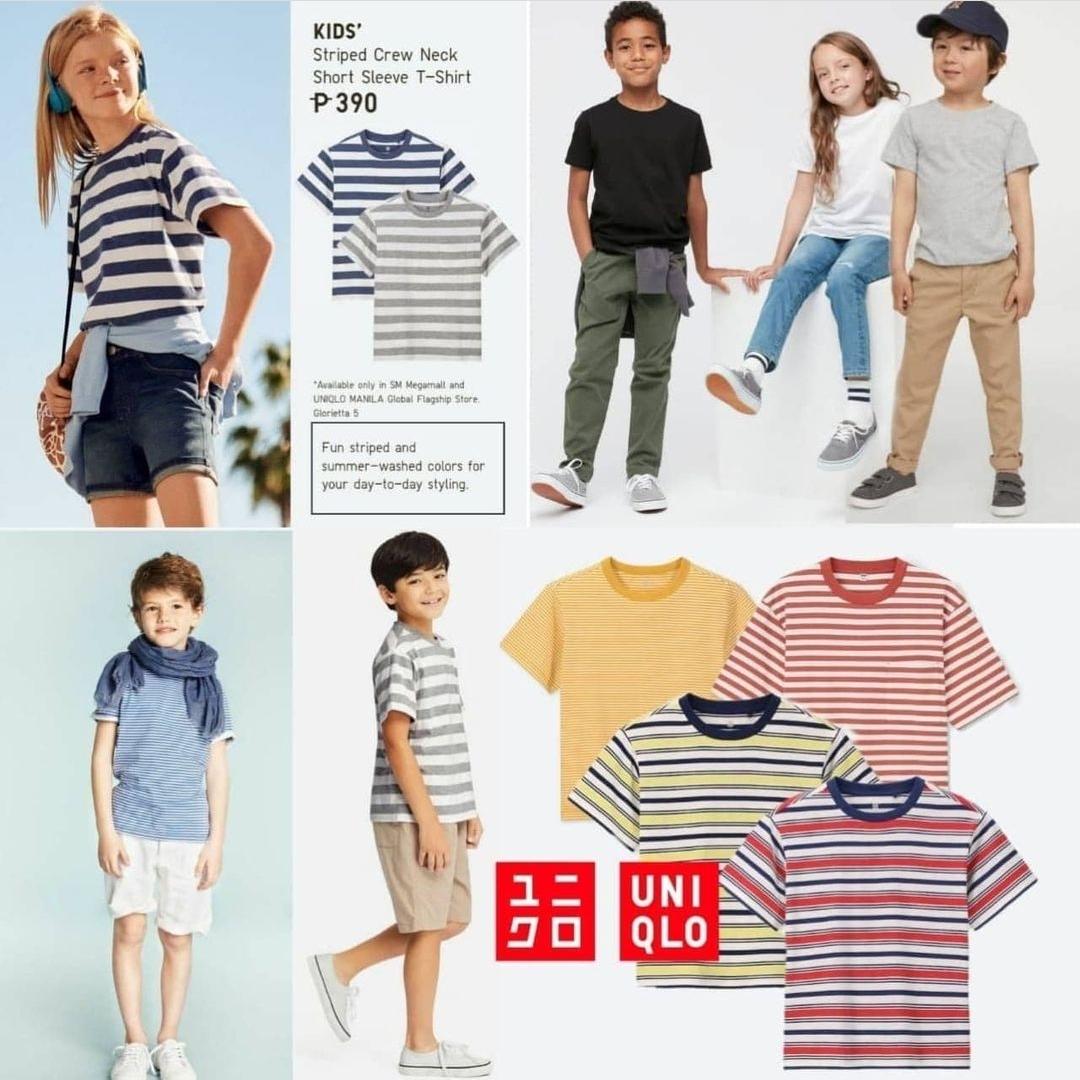 KIDS'
Striped Crew Neck
Short Sleeve T-Shirt
₱390
*Available only in SM Megamall and
UNIQLO MANILA Global Flagship Store.
Glorietta 5
Fun striped and
summer-washed colors for
your day-to-day styling.
ユニ
クロ
UNI
QLO